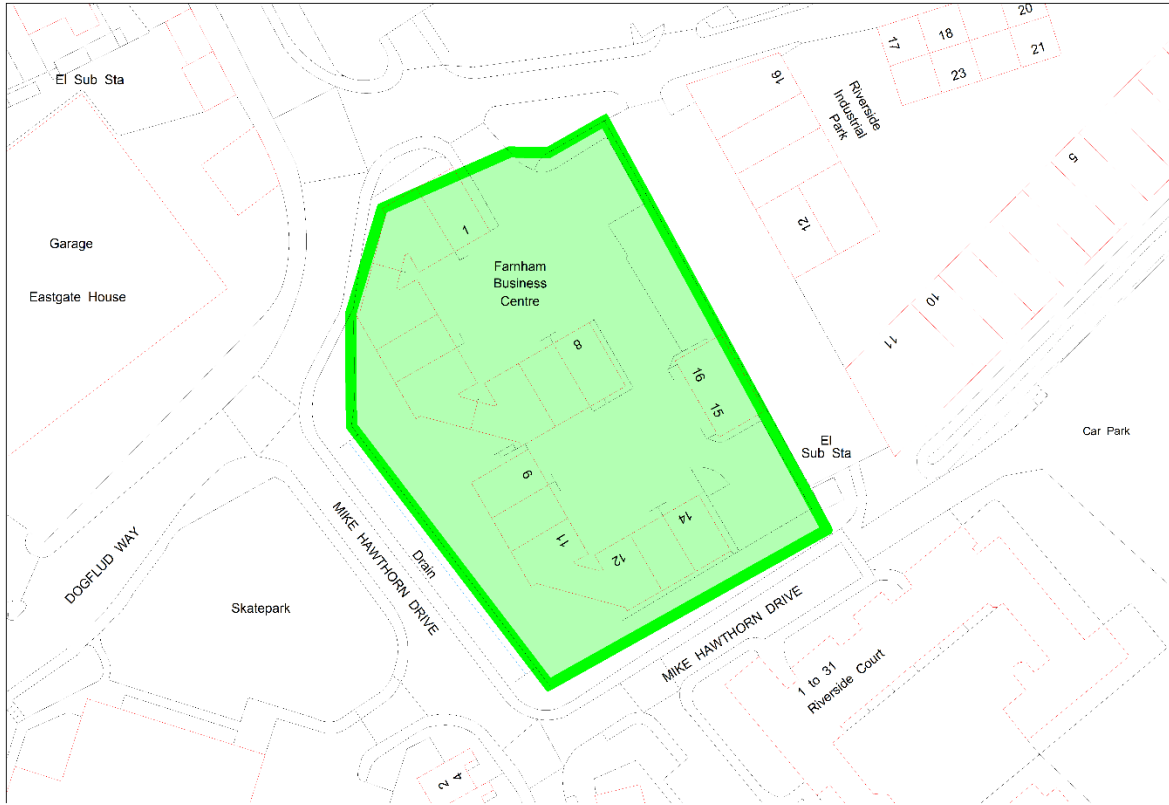 20
17
18
21
23
El Sub Sta
16
Riverside
Industrial
Park
5
12
1
Garage
Farnham
Business
Centre
Eastgate House
10
11
8
16
15
El
Sub Sta
Car Park
9
14
11
12
DOGFLUD WAY
MIKE HAWTHORN DRIVE
Drain
Skatepark
MIKE HAWTHORN DRIVE
1 to 31
Riverside Court
4
2